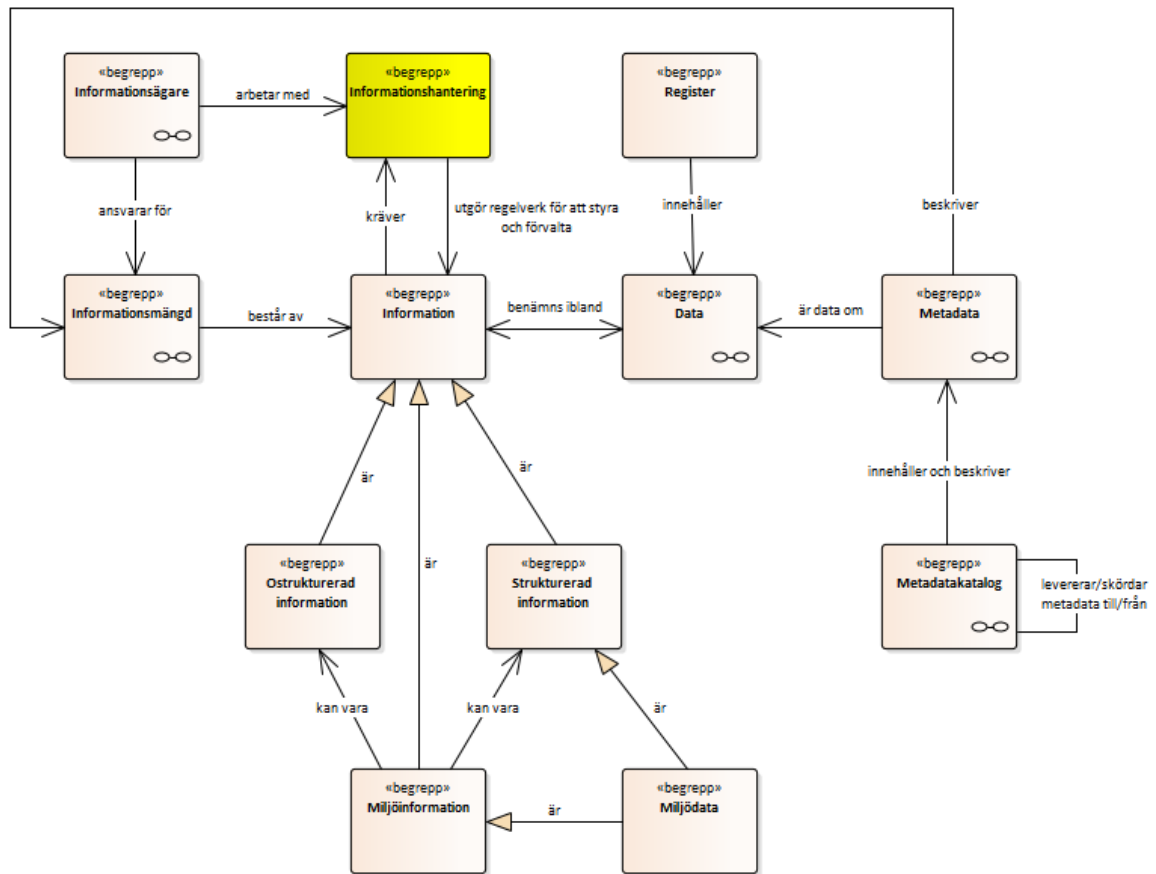 «begrepp»
Informationsägare
«begrepp»
Informationshantering
«begrepp»
Register
arbetar med
ansvarar för
kräver
utgör regelverk för att styra
och förvalta
innehåller
beskriver
«begrepp»
Informationsmängd
«begrepp»
Information
«begrepp»
Data
«begrepp»
Metadata
består av
benämns ibland
är data om
är
är
är
innehåller och beskriver
«begrepp»
Ostrukturerad
information
«begrepp»
Strukturerad
information
«begrepp»
Metadatakatalog
levererar/skördar
metadata till/från
kan vara
kan vara
är
«begrepp»
Miljöinformation
är
«begrepp»
Miljödata